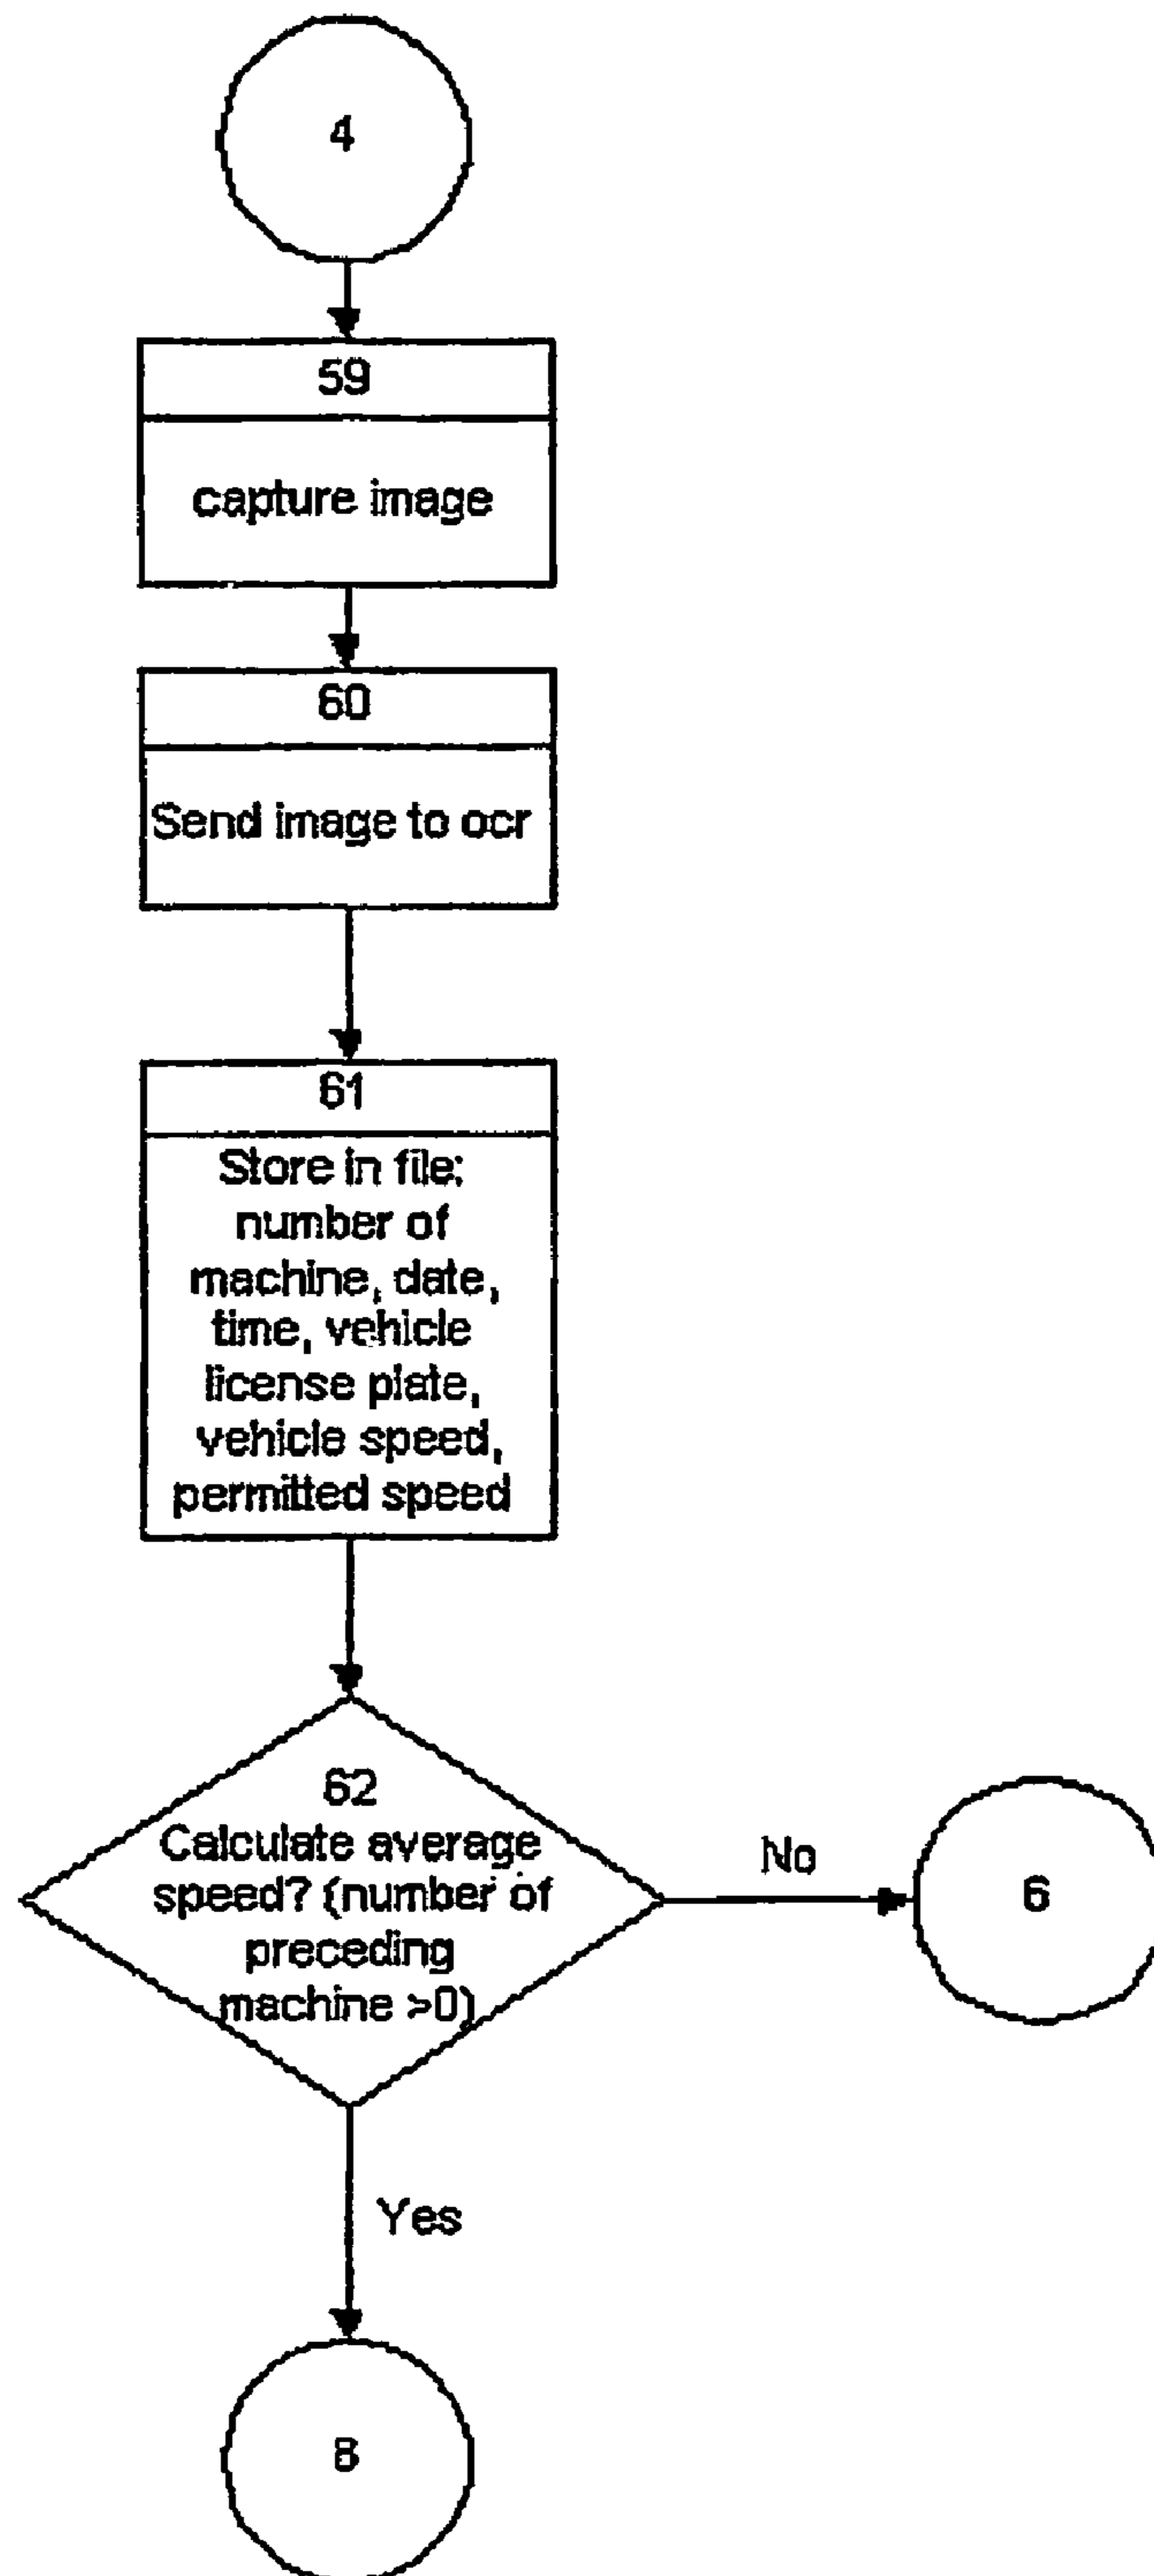 4
59
capture image
60
Send image to ocr
61
Store in file:
number of
machine, date,
time, vehicle
license plate,
vehicle speed,
permitted speed
62
Calculate average
speed? (number of
preceding
machine >0)
No
6
Yes
8